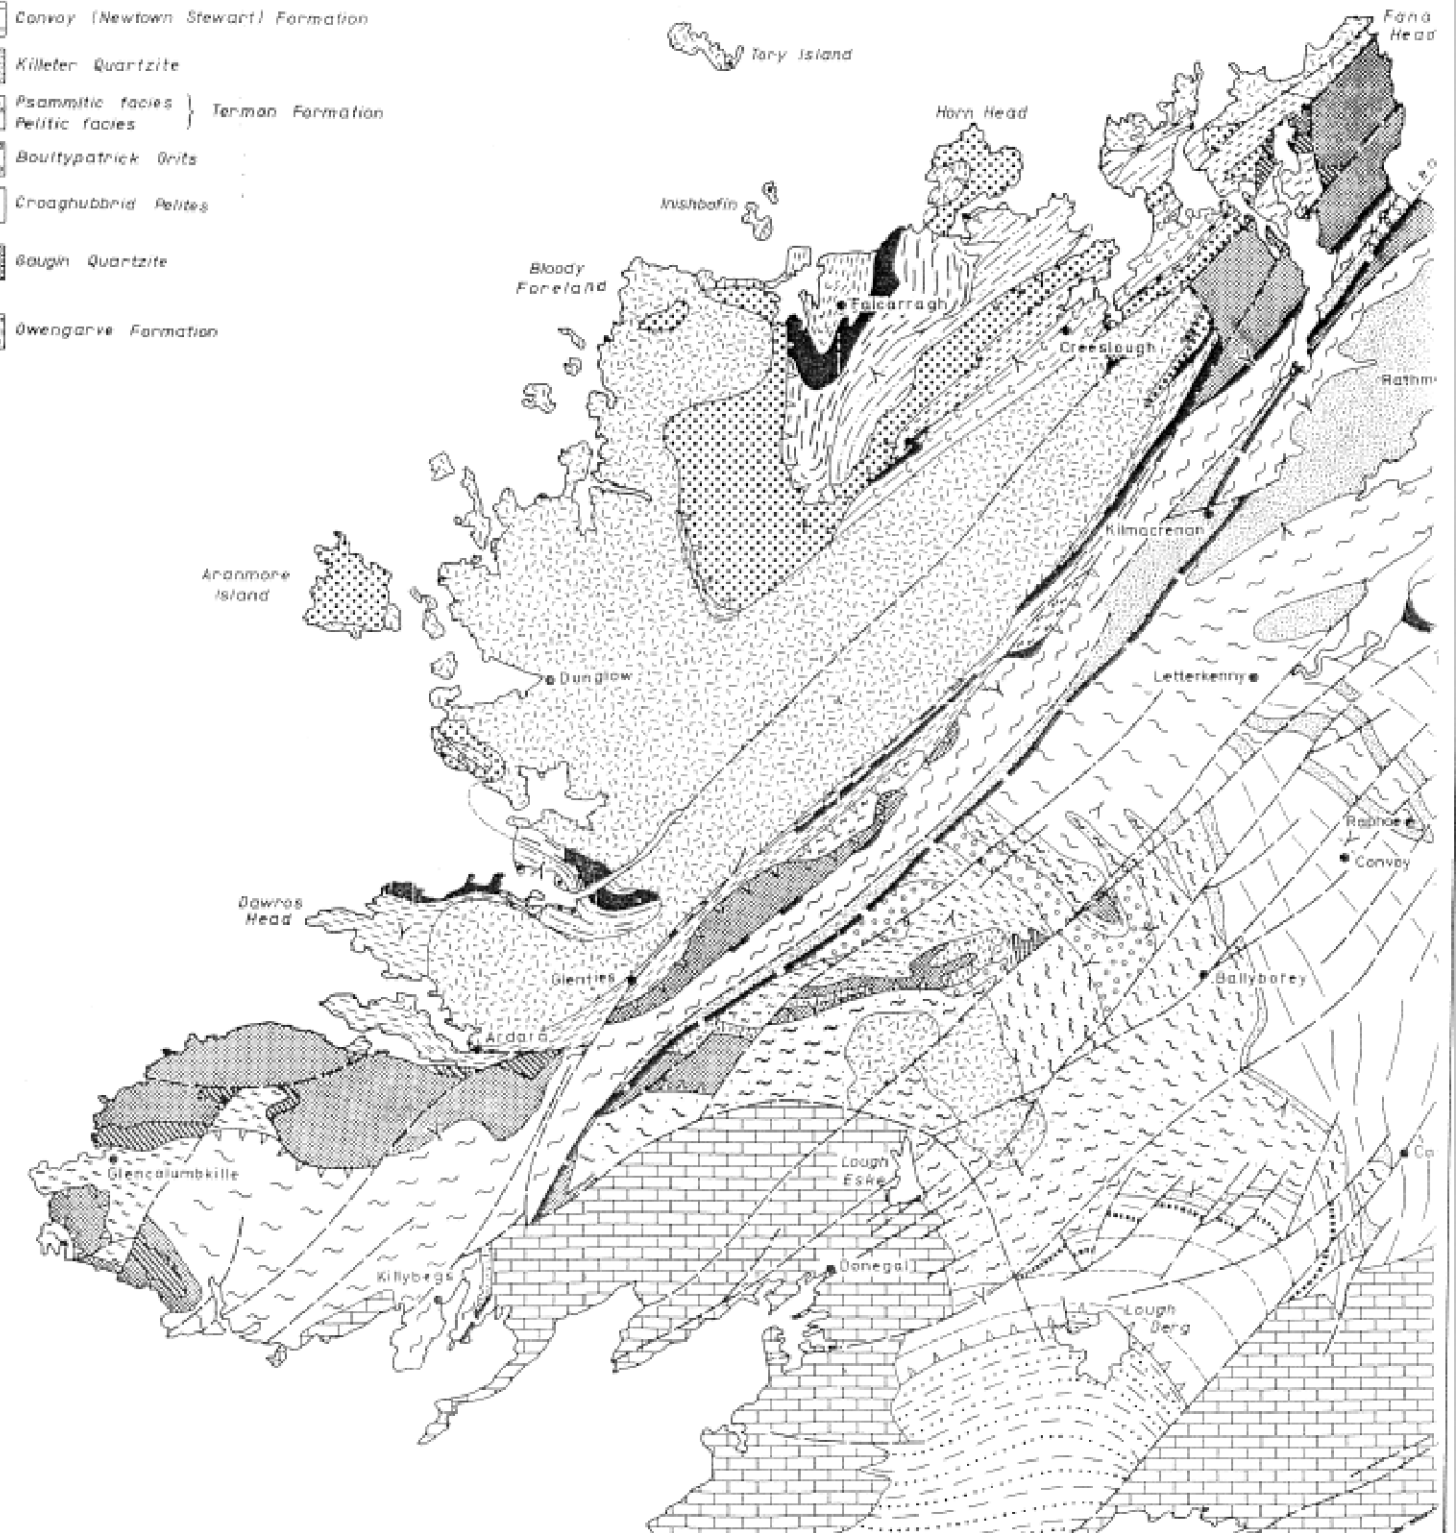 Convoy (Newtown Stewart) Formation
Killeter Quartzite
Psammitic facies
Pelitic facies
} Termon Formation
Boultypatrick Grits
Croaghubbrid Pelites
Gaugin Quartzite
Owengarve Formation
Fana
Head
Tory Island
Horn Head
Inishbofin
Bloody
Foreland
Falcarragh
Creeslough
Rathm
Kilmacrenan
Aranmore
Island
Dunglow
Letterkenny
Raphoe
Convoy
Dawros
Head
Glenties
Ballybofey
Ardara
Lough
Eske
Ca
Glencolumbkille
Killybegs
Donegal
Lough
Derg